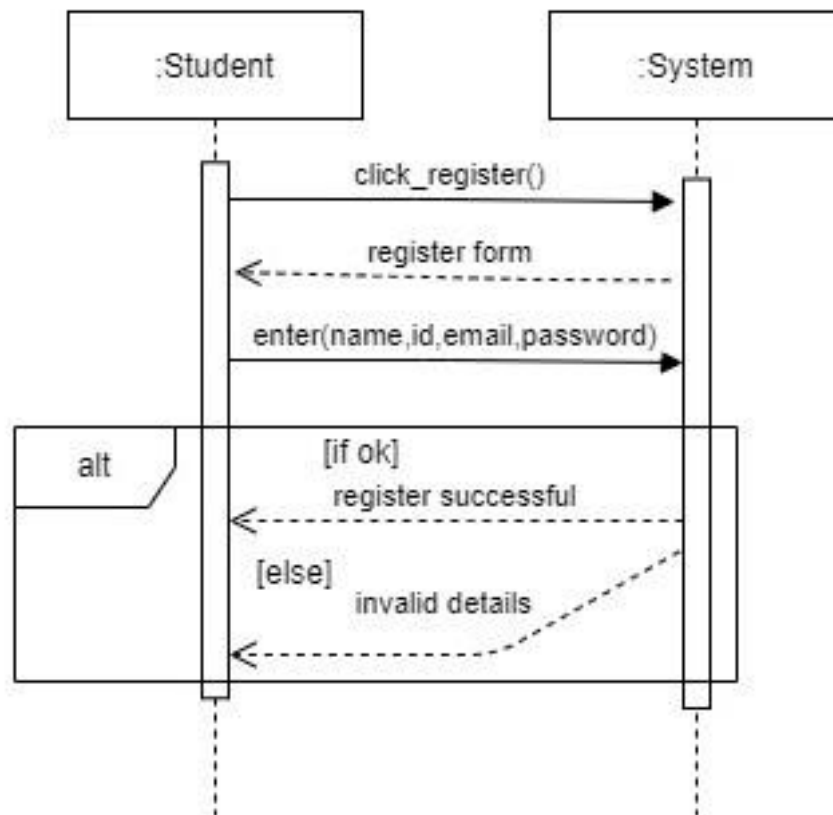 :Student
:System
click_register()
register form
enter(name,id,email,password)
alt
[if ok]
register successful
[else]
invalid details